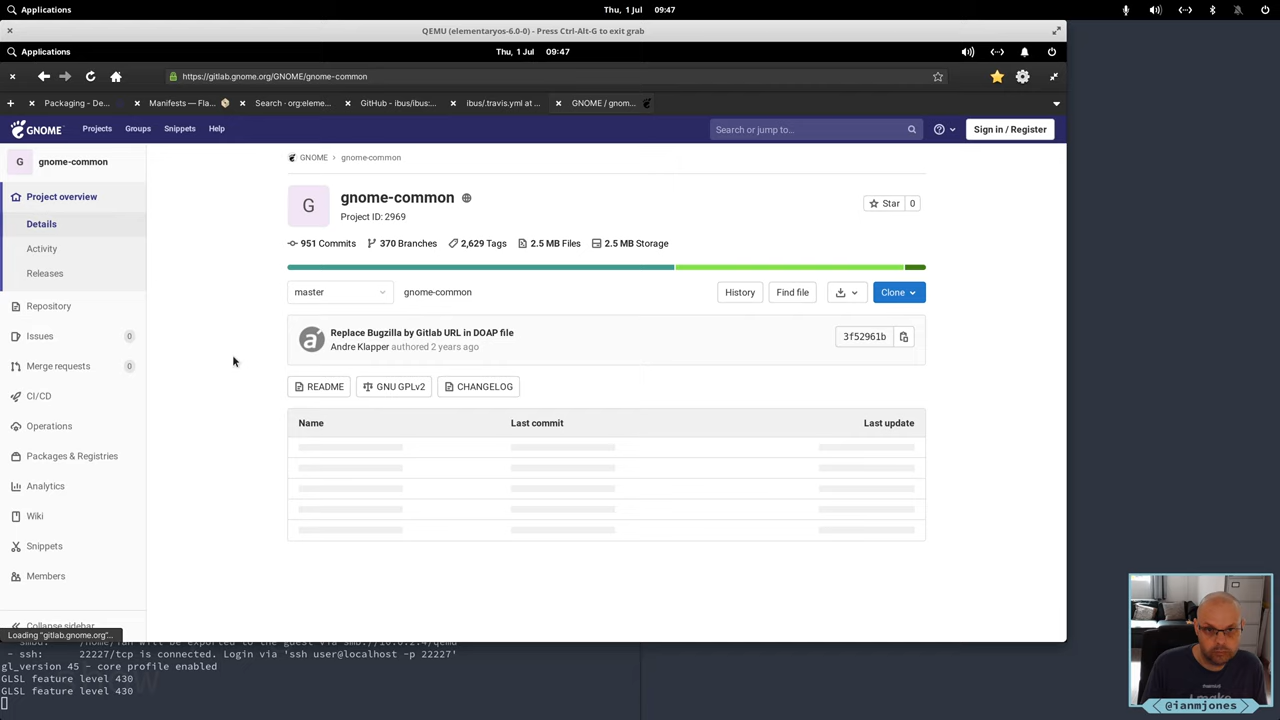 Applications
Thu, 1 Jul 09:47
QEMU (elementaryos-6.0-0) - Press Ctrl-Alt-G to exit grab
Applications
Thu, 1 Jul 09:47
https://gitlab.gnome.org/GNOME/gnome-common
Packaging - De...
Manifests — Fla...
Search · org:eleme...
GitHub - ibus/ibus:...
ibus/.travis.yml at ...
GNOME / gnom...
GNOME
Projects
Groups
Snippets
Help
Search or jump to...
Sign in / Register
G
gnome-common
Project overview
Details
Activity
Releases
Repository
Issues 0
Merge requests 0
CI/CD
Operations
Packages & Registries
Analytics
Wiki
Snippets
Members
Collapse sidebar
Loading "gitlab.gnome.org"...
GNOME › gnome-common
G
gnome-common
Project ID: 2969
Star 0
951 Commits 370 Branches 2,629 Tags 2.5 MB Files 2.5 MB Storage
master
gnome-common
History
Find file
Clone
Replace Bugzilla by Gitlab URL in DOAP file
Andre Klapper authored 2 years ago
3f52961b
README
GNU GPLv2
CHANGELOG
Name Last commit Last update
- ssh: 22227/tcp is connected. Login via 'ssh user@localhost -p 22227'
gl_version 45 - core profile enabled
GLSL feature level 430
GLSL feature level 430
@ianmjones